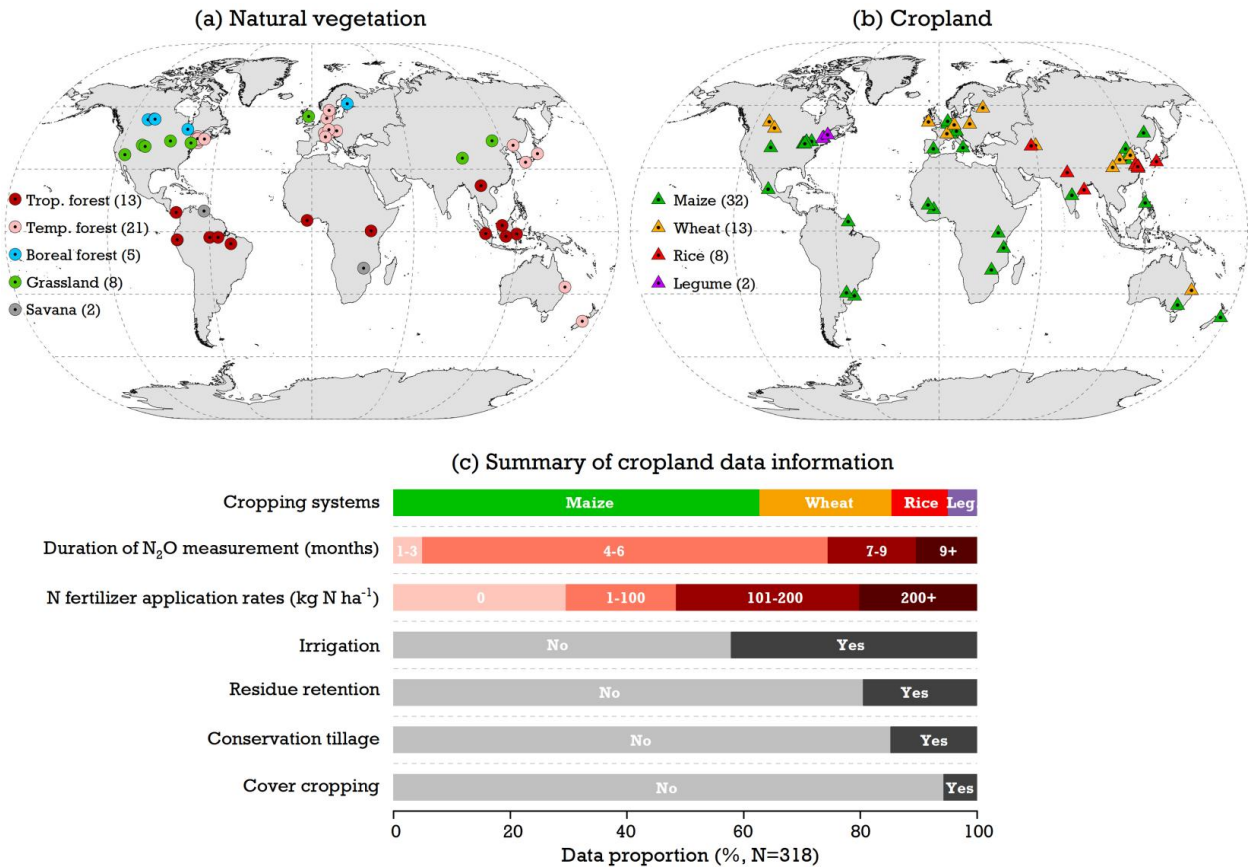 (a) Natural vegetation
(b) Cropland
Trop. forest (13)
Temp. forest (21)
Boreal forest (5)
Grassland (8)
Savana (2)
Maize (32)
Wheat (13)
Rice (8)
Legume (2)
(c) Summary of cropland data information
Cropping systems
Maize Wheat Rice Leg
Duration of N₂O measurement (months)
1-3 4-6 7-9 9+
N fertilizer application rates (kg N ha⁻¹)
0 1-100 101-200 200+
Irrigation
No Yes
Residue retention
No Yes
Conservation tillage
No Yes
Cover cropping
No Yes
0 20 40 60 80 100
Data proportion (%, N=318)